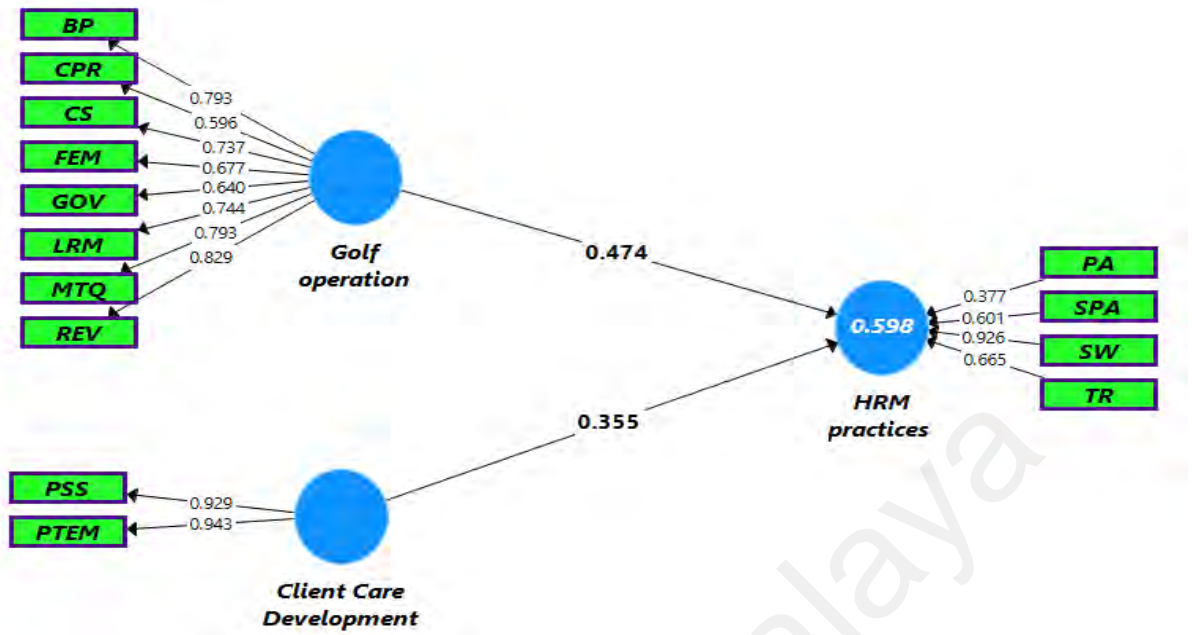 BP
CPR
CS
FEM
GOV
LRM
MTQ
REV
0.793
0.596
0.737
0.677
0.640
0.744
0.793
0.829
Golf
operation
0.474
PA
SPA
SW
TR
0.377
0.601
0.926
0.665
0.598
HRM
practices
0.355
PSS
PTEM
0.929
0.943
Client Care
Development
alaya